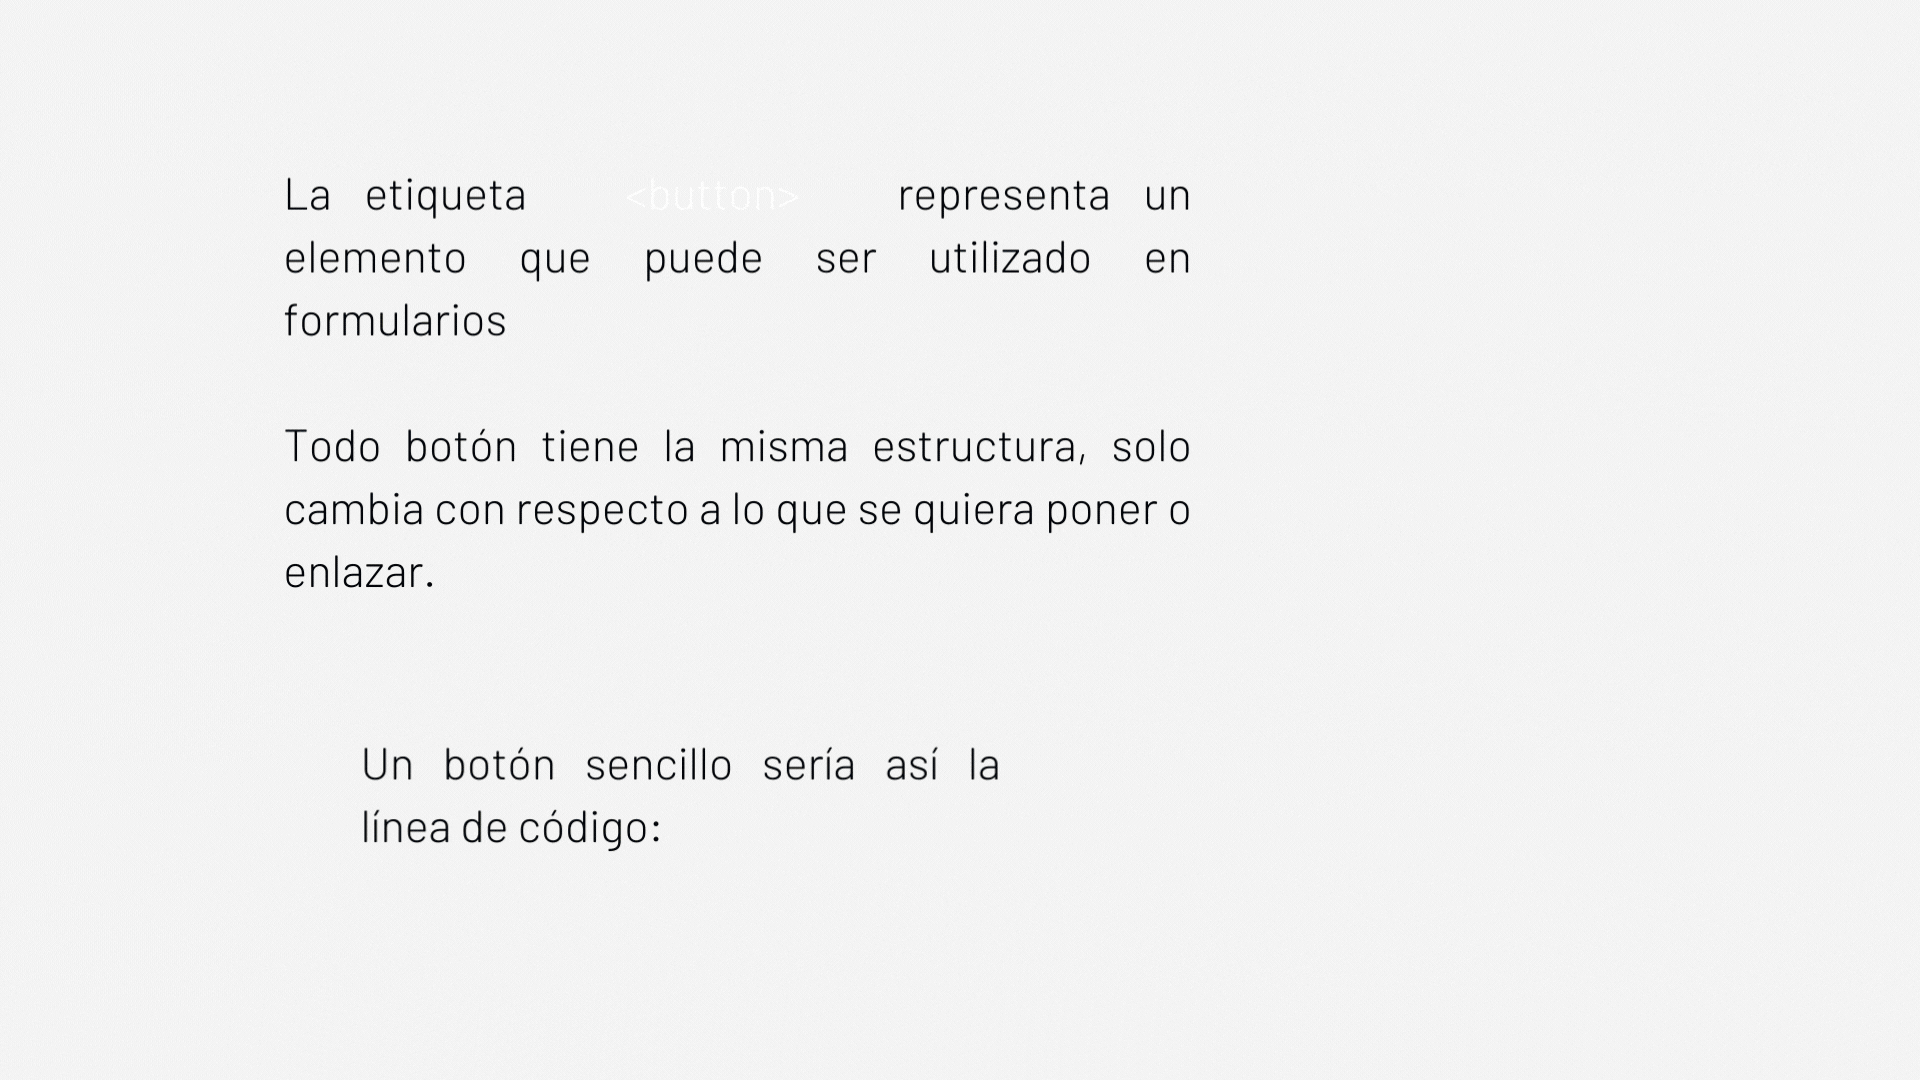 La etiqueta <button> representa un
elemento que puede ser utilizado en
formularios
Todo botón tiene la misma estructura, solo
cambia con respecto a lo que se quiera poner o
enlazar.
Un botón sencillo sería así la
línea de código: